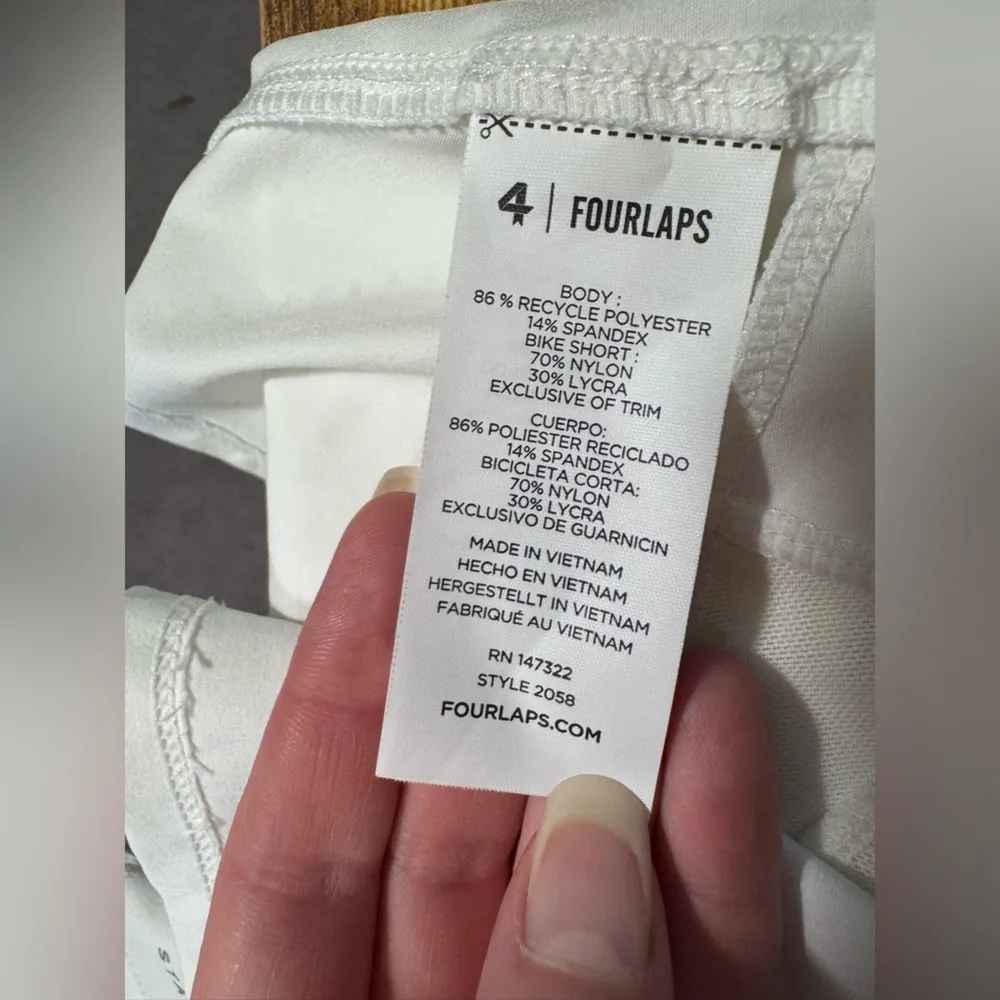 4 | FOURLAPS
BODY :
86 % RECYCLE POLYESTER
14% SPANDEX
BIKE SHORT :
70% NYLON
30% LYCRA
EXCLUSIVE OF TRIM
CUERPO:
86% POLIESTER RECICLADO
14% SPANDEX
BICICLETA CORTA:
70% NYLON
30% LYCRA
EXCLUSIVO DE GUARNICIN
MADE IN VIETNAM
HECHO EN VIETNAM
HERGESTELLT IN VIETNAM
FABRIQUÉ AU VIETNAM
RN 147322
STYLE 2058
FOURLAPS.COM